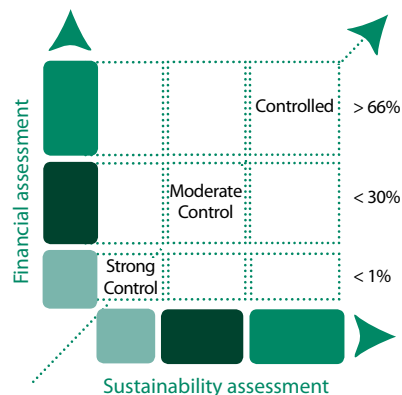 Financial assessment
Controlled
> 66%
Moderate
Control
< 30%
Strong
Control
< 1%
Sustainability assessment